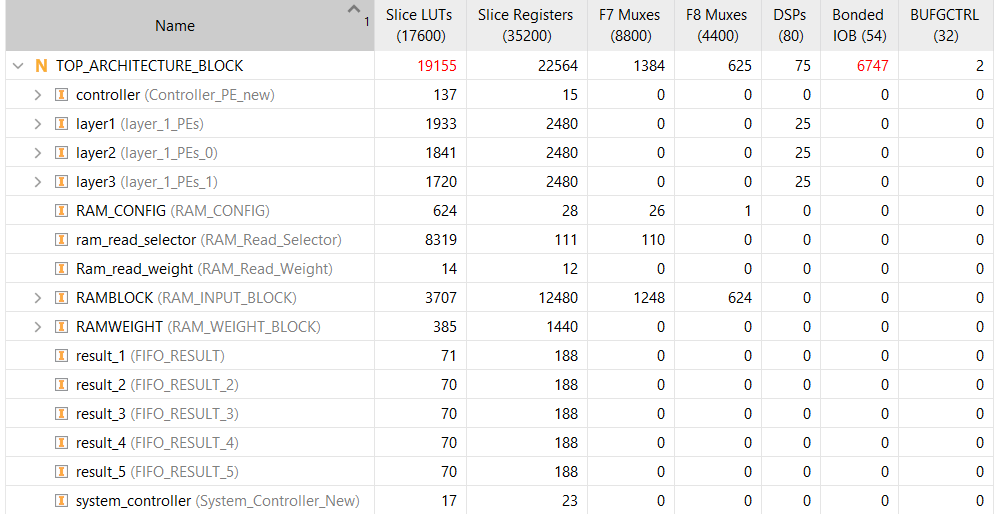 Name 1 Slice LUTs (17600) Slice Registers (35200) F7 Muxes (8800) F8 Muxes (4400) DSPs (80) Bonded IOB (54) BUFGCTRL (32)
N TOP_ARCHITECTURE_BLOCK 19155 22564 1384 625 75 6747 2
I controller (Controller_PE_new) 137 15 0 0 0 0 0
I layer1 (layer_1_PEs) 1933 2480 0 0 25 0 0
I layer2 (layer_1_PEs_0) 1841 2480 0 0 25 0 0
I layer3 (layer_1_PEs_1) 1720 2480 0 0 25 0 0
I RAM_CONFIG (RAM_CONFIG) 624 28 26 1 0 0 0
I ram_read_selector (RAM_Read_Selector) 8319 111 110 0 0 0 0
I Ram_read_weight (RAM_Read_Weight) 14 12 0 0 0 0 0
I RAMBLOCK (RAM_INPUT_BLOCK) 3707 12480 1248 624 0 0 0
I RAMWEIGHT (RAM_WEIGHT_BLOCK) 385 1440 0 0 0 0 0
I result_1 (FIFO_RESULT) 71 188 0 0 0 0 0
I result_2 (FIFO_RESULT_2) 70 188 0 0 0 0 0
I result_3 (FIFO_RESULT_3) 70 188 0 0 0 0 0
I result_4 (FIFO_RESULT_4) 70 188 0 0 0 0 0
I result_5 (FIFO_RESULT_5) 70 188 0 0 0 0 0
I system_controller (System_Controller_New) 17 23 0 0 0 0 0